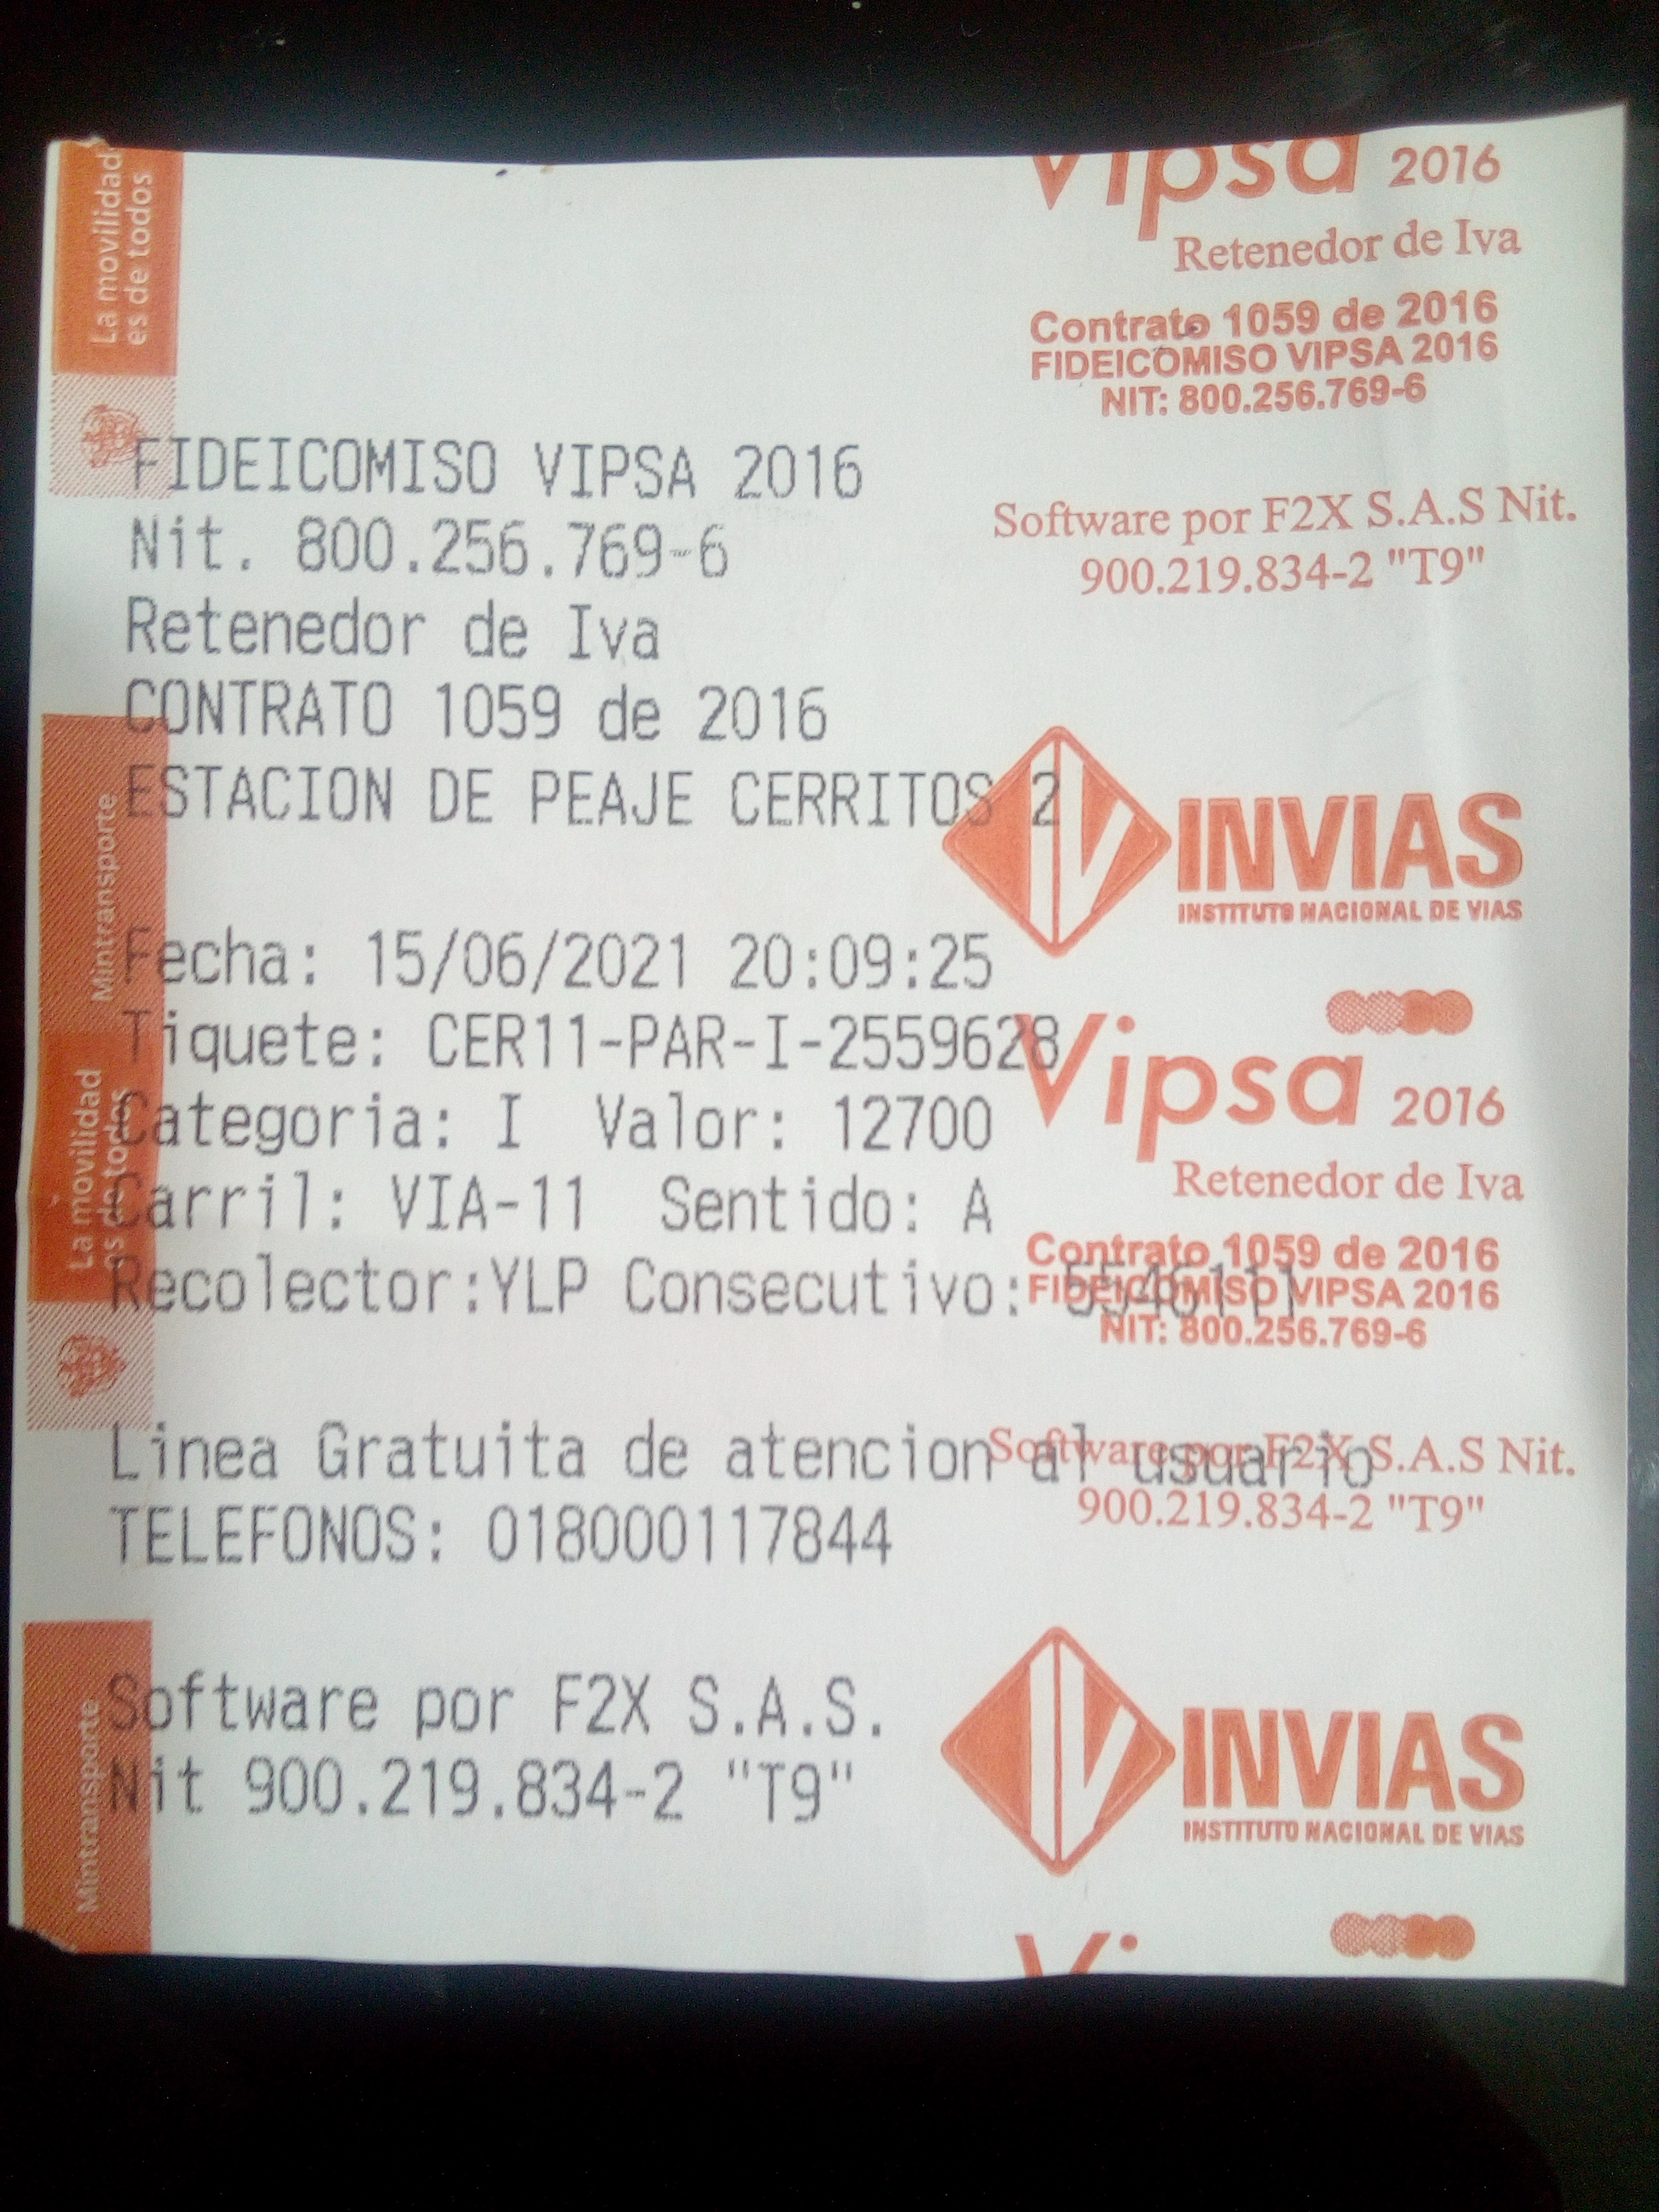 La movilidad
es de todos
Vipsa 2016
Retenedor de Iva
Contrato 1059 de 2016
FIDEICOMISO VIPSA 2016
NIT: 800.256.769-6
FIDEICOMISO VIPSA 2016
Nit. 800.256.769-6
Retenedor de Iva
CONTRATO 1059 de 2016
ESTACION DE PEAJE CERRITOS 2
Software por F2X S.A.S Nit.
900.219.834-2 "T9"
INVIAS
INSTITUTO NACIONAL DE VIAS
Mintransporte
La movilidad
es de todos
Fecha: 15/06/2021 20:09:25
Tiquete: CER11-PAR-I-2559628
Categoria: I Valor: 12700
Carril: VIA-11 Sentido: A
Recolector:YLP Consecutivo: 5546111
Vipsa 2016
Retenedor de Iva
Contrato 1059 de 2016
FIDEICOMISO VIPSA 2016
NIT: 800.256.769-6
Linea Gratuita de atencion al usuario
TELEFONOS: 018000117844
Software por F2X S.A.S Nit.
900.219.834-2 "T9"
Software por F2X S.A.S.
Nit 900.219.834-2 "T9"
Mintransporte
INVIAS
INSTITUTO NACIONAL DE VIAS